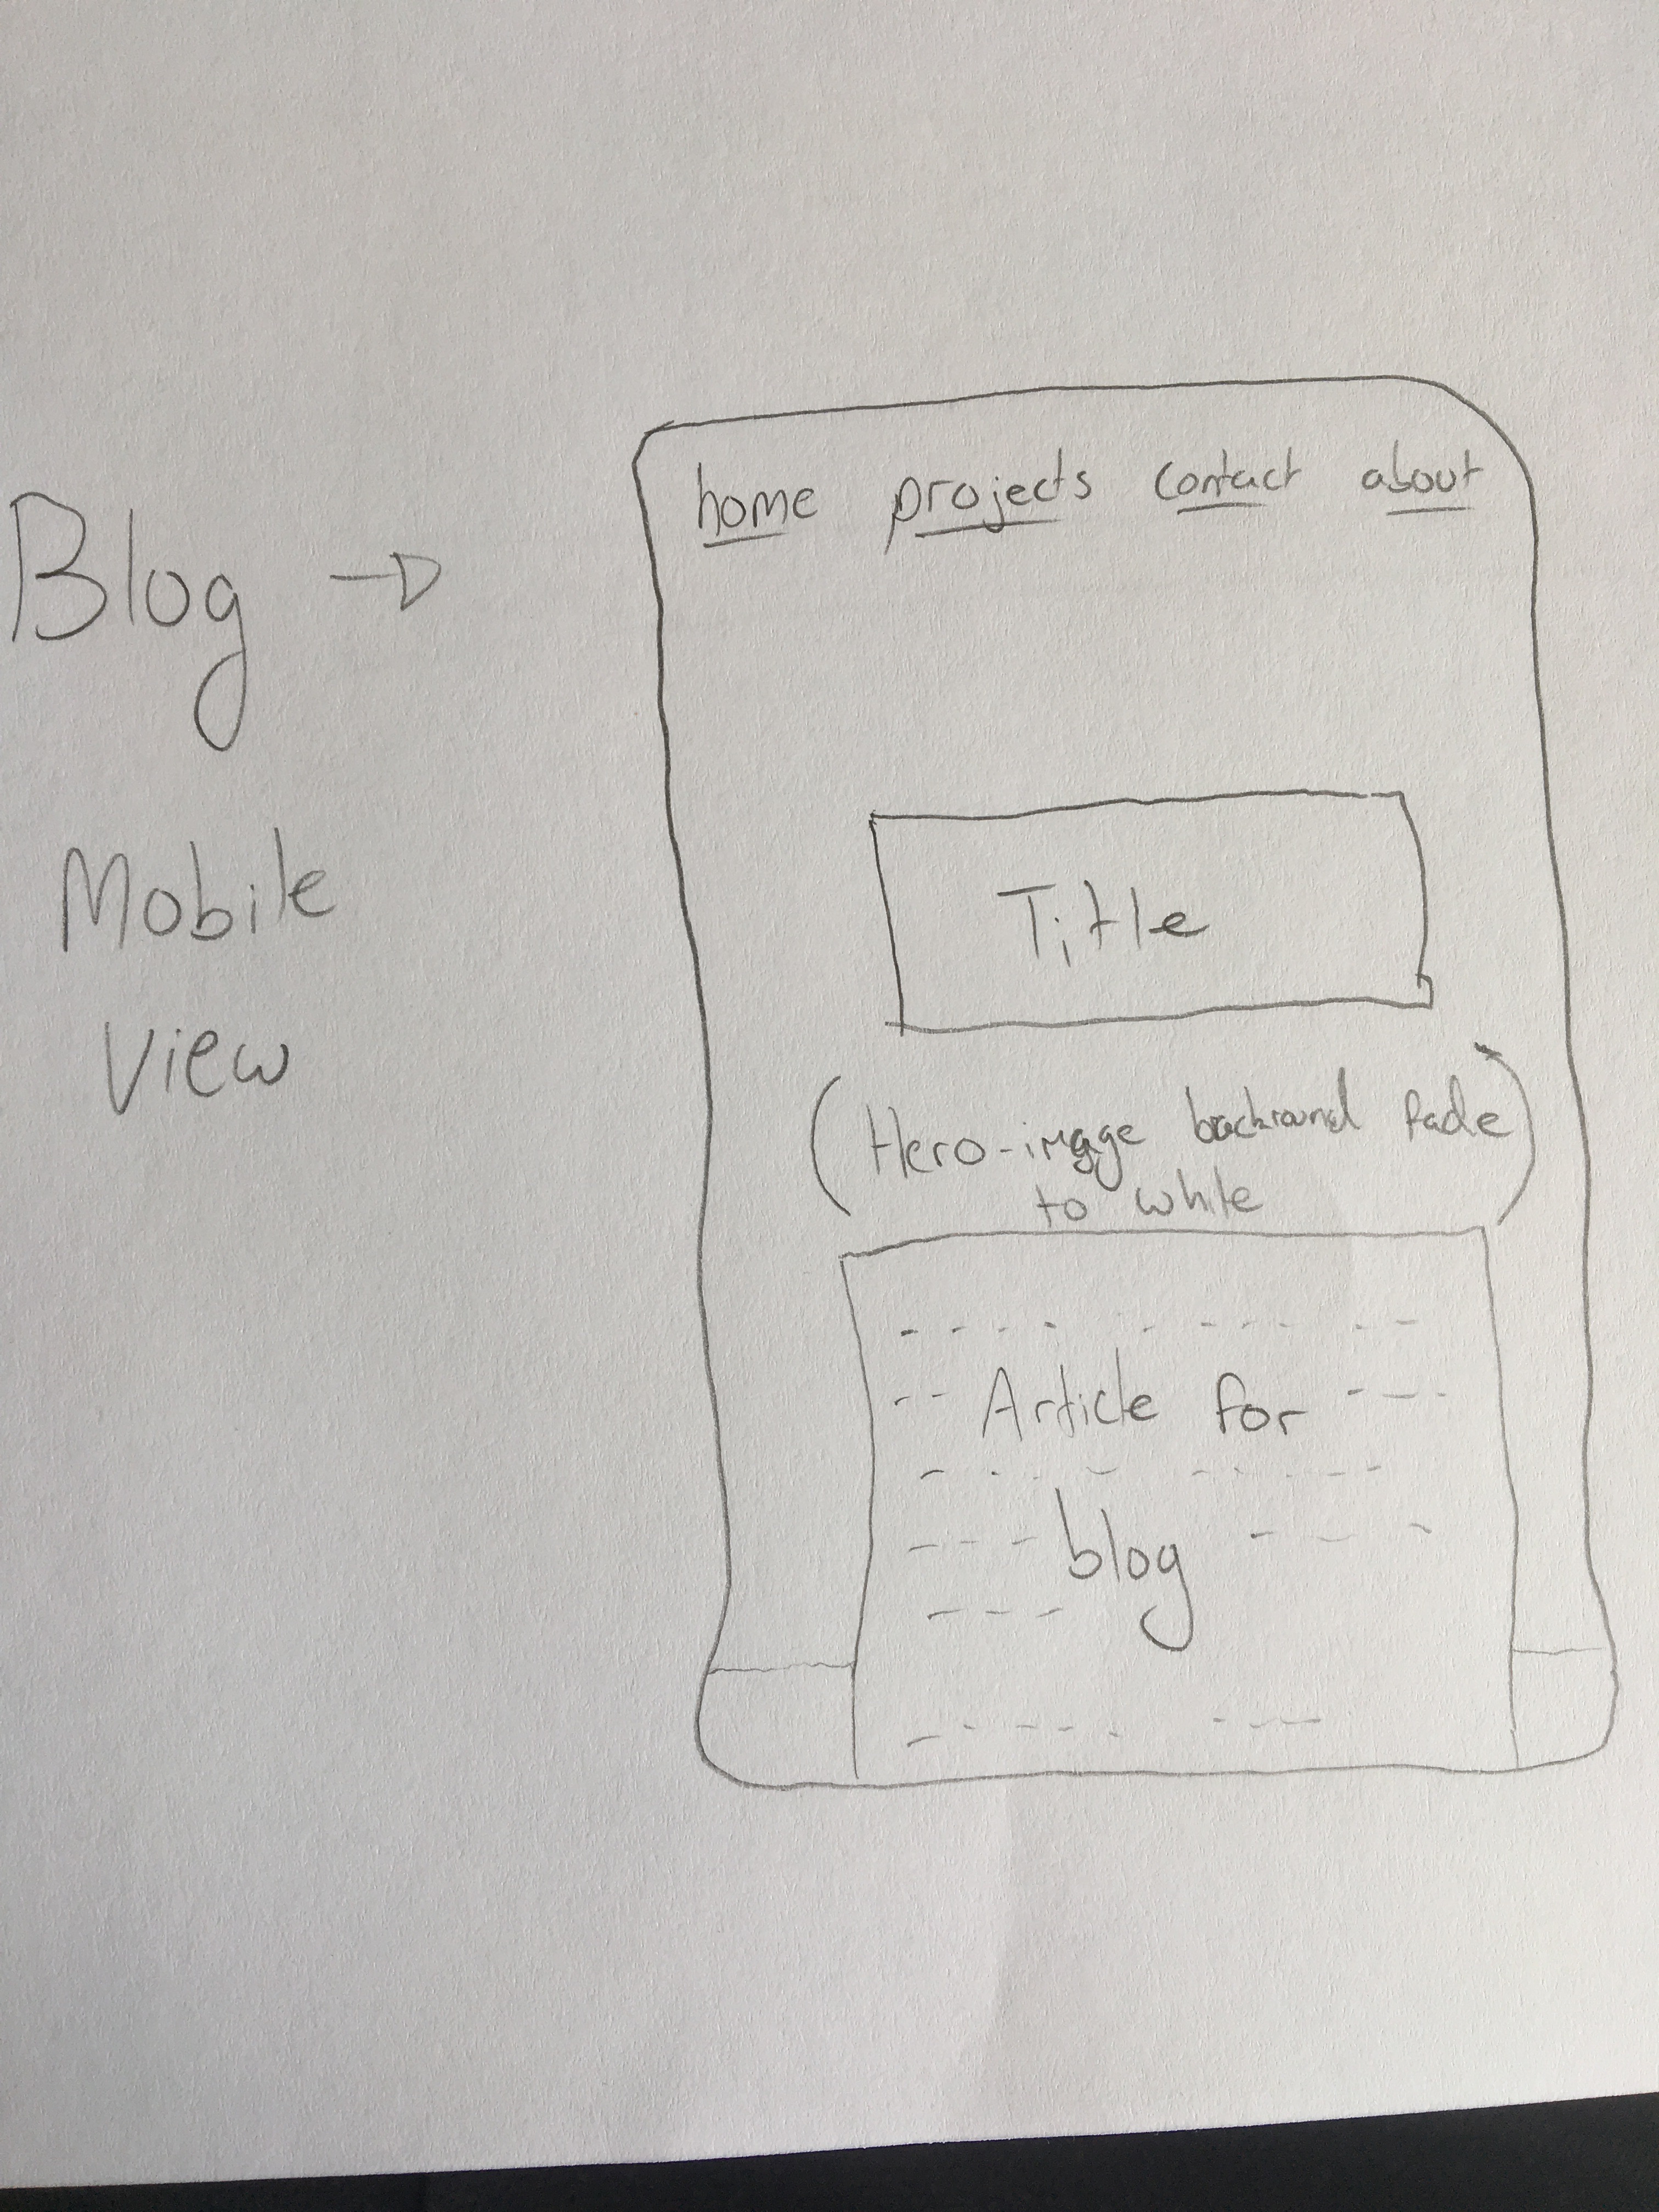 Blog →
Mobile
View
home projects contact about
Title
(Hero-image backround fade)
to white
Article for
blog